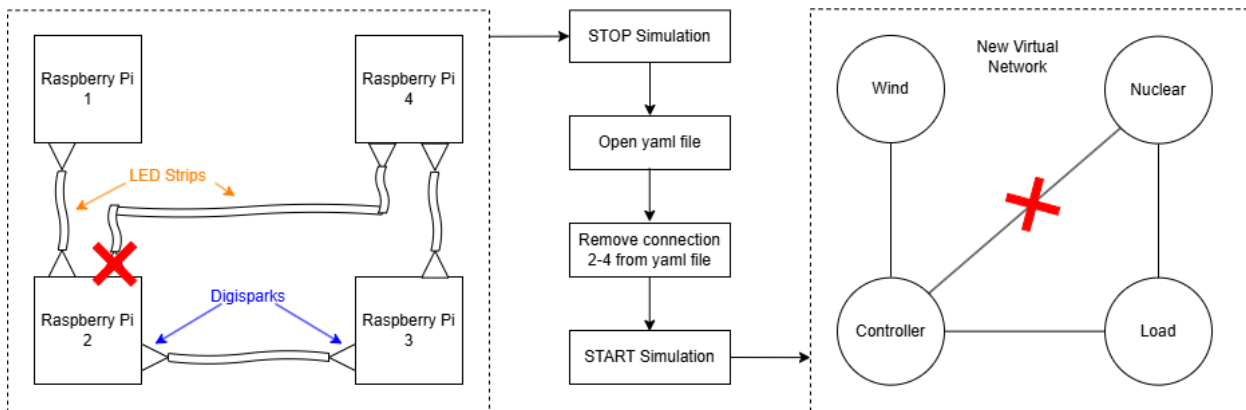 Raspberry Pi
1
Raspberry Pi
4
LED Strips
Raspberry Pi
2
Digisparks
Raspberry Pi
3
STOP Simulation
Open yaml file
Remove connection
2-4 from yaml file
START Simulation
New Virtual
Network
Wind
Nuclear
Controller
Load